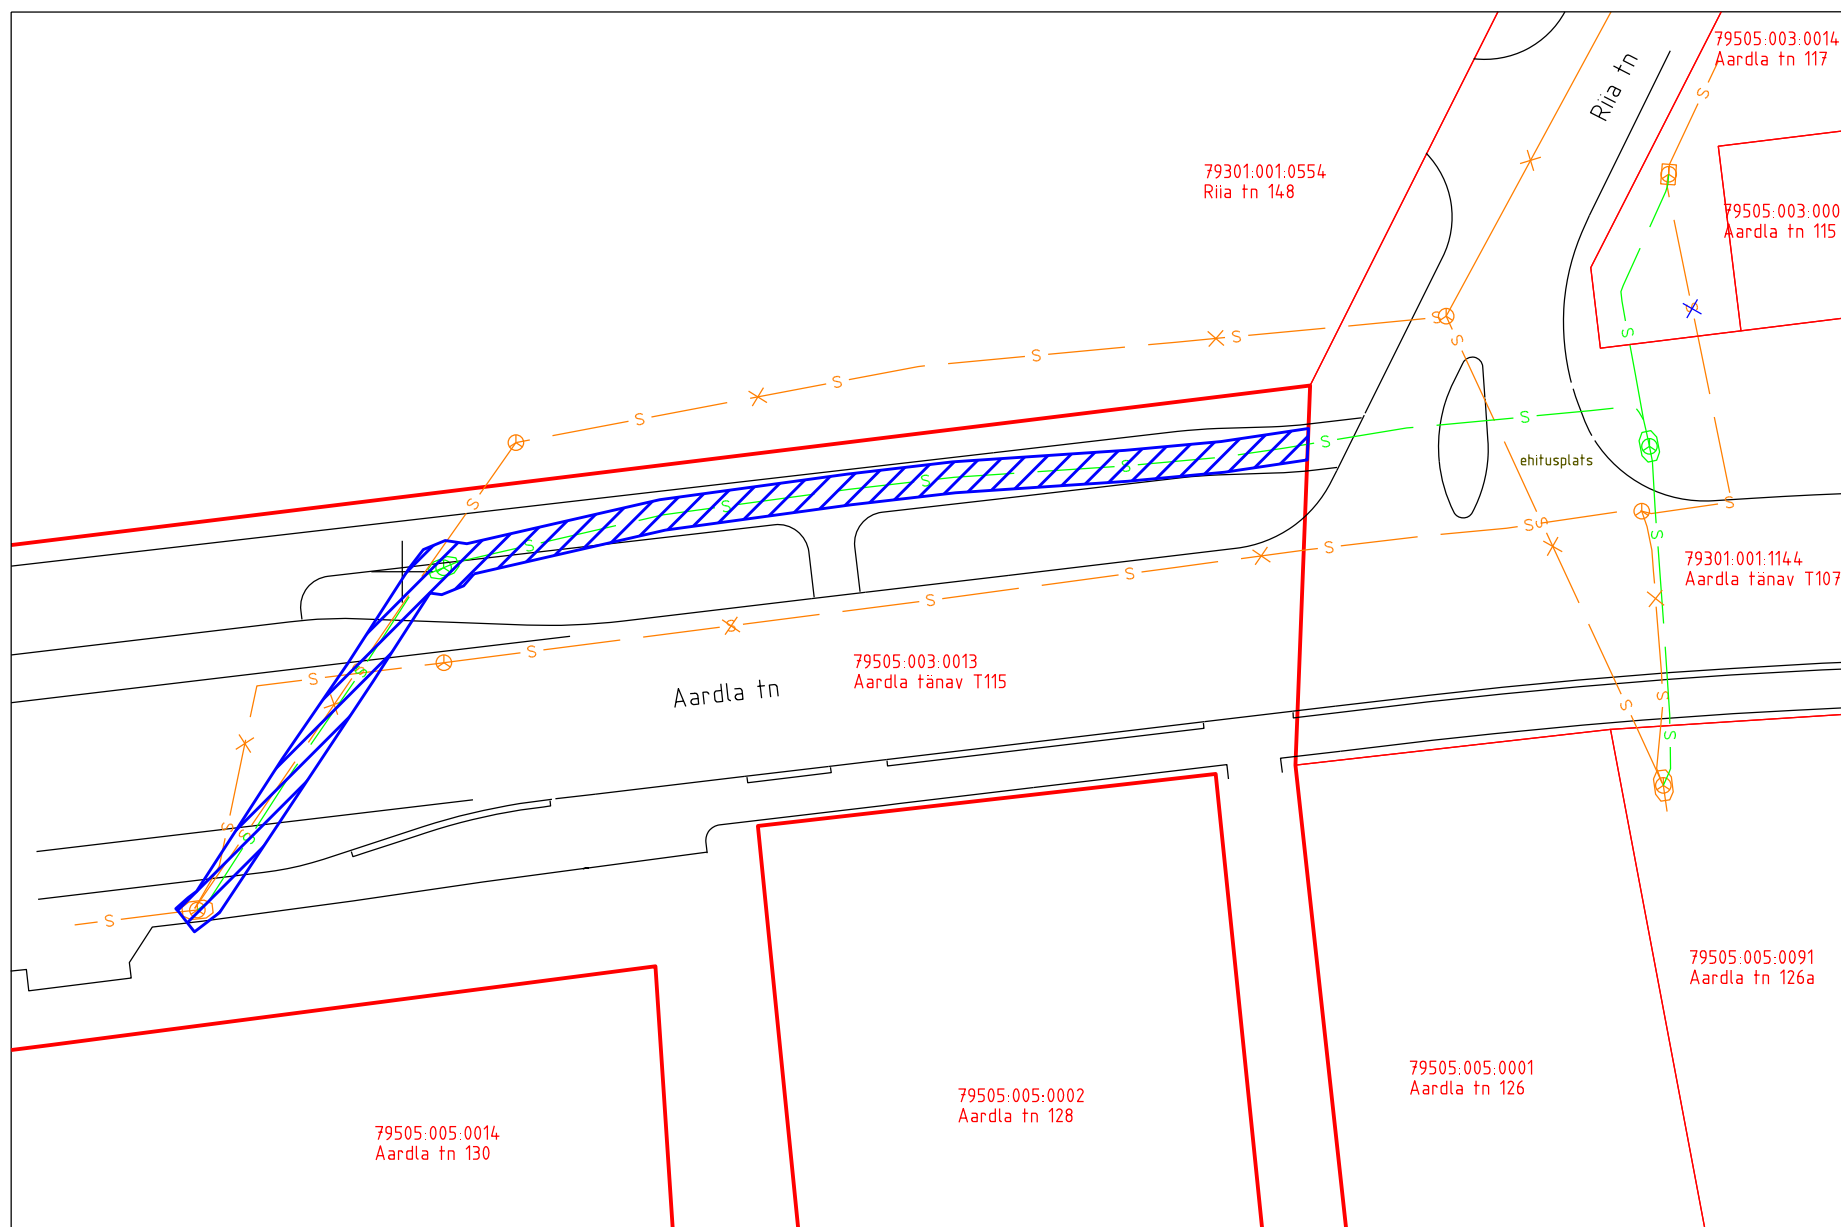 79505:003:0014
Aardla tn 117
Riia tn
79301:001:0554
Riia tn 148
79505:003:000
Aardla tn 115
ehitusplats
79301:001:1144
Aardla tänav T107
79505:003:0013
Aardla tänav T115
Aardla tn
79505:005:0091
Aardla tn 126a
79505:005:0001
Aardla tn 126
79505:005:0002
Aardla tn 128
79505:005:0014
Aardla tn 130